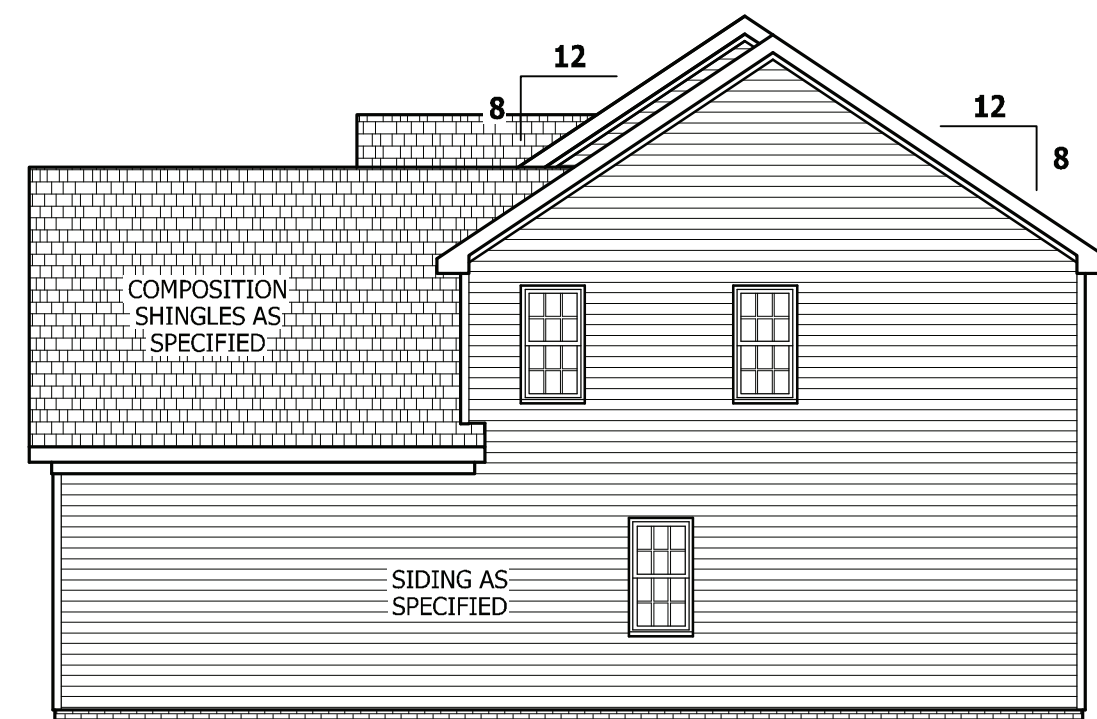 12
8
12
8
COMPOSITION
SHINGLES AS
SPECIFIED
SIDING AS
SPECIFIED